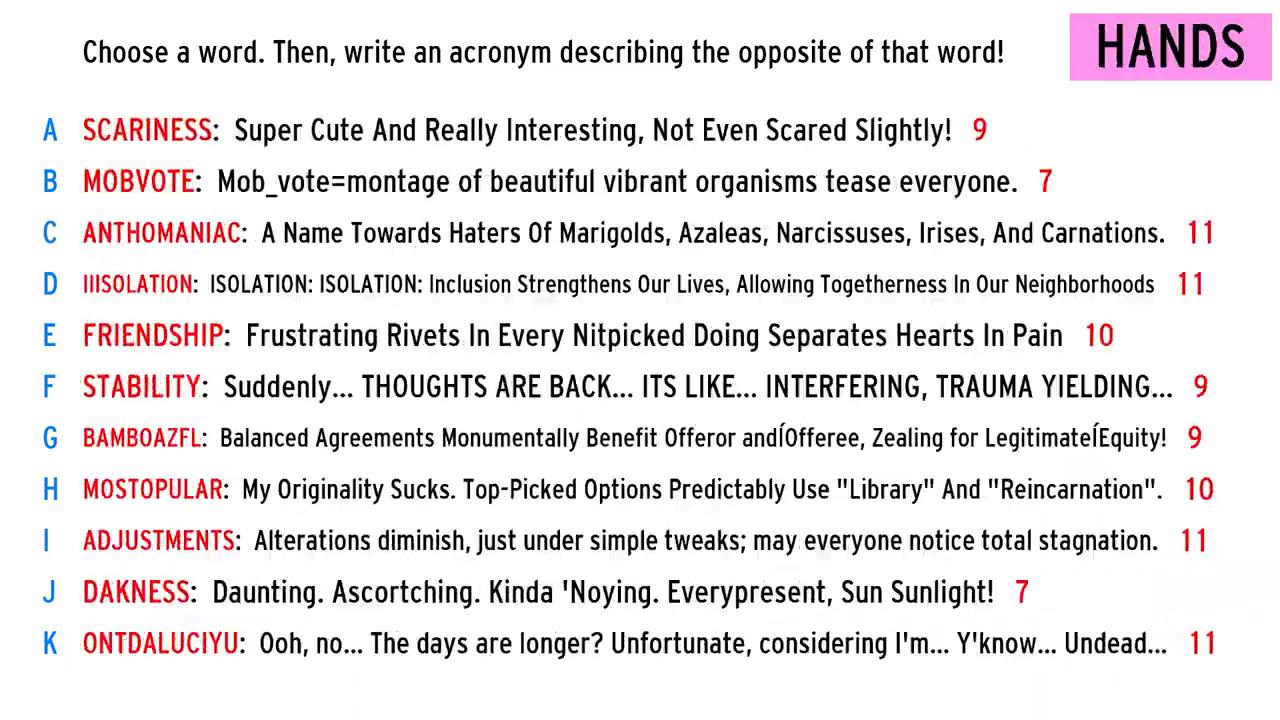 Choose a word. Then, write an acronym describing the opposite of that word!
HANDS
A SCARINESS: Super Cute And Really Interesting, Not Even Scared Slightly! 9
B MOBVOTE: Mob_vote=montage of beautiful vibrant organisms tease everyone. 7
C ANTHOMANIAC: A Name Towards Haters Of Marigolds, Azaleas, Narcissuses, Irises, And Carnations. 11
D IIISOLATION: ISOLATION: ISOLATION: Inclusion Strengthens Our Lives, Allowing Togetherness In Our Neighborhoods 11
E FRIENDSHIP: Frustrating Rivets In Every Nitpicked Doing Separates Hearts In Pain 10
F STABILITY: Suddenly... THOUGHTS ARE BACK... ITS LIKE... INTERFERING, TRAUMA YIELDING... 9
G BAMBOAZFL: Balanced Agreements Monumentally Benefit Offeror andÍOfferee, Zealing for LegitimateÍEquity! 9
H MOSTOPULAR: My Originality Sucks. Top-Picked Options Predictably Use "Library" And "Reincarnation". 10
I ADJUSTMENTS: Alterations diminish, just under simple tweaks; may everyone notice total stagnation. 11
J DAKNESS: Daunting. Ascortching. Kinda 'Noying. Everypresent, Sun Sunlight! 7
K ONTDALUCIYU: Ooh, no... The days are longer? Unfortunate, considering I'm... Y'know... Undead... 11